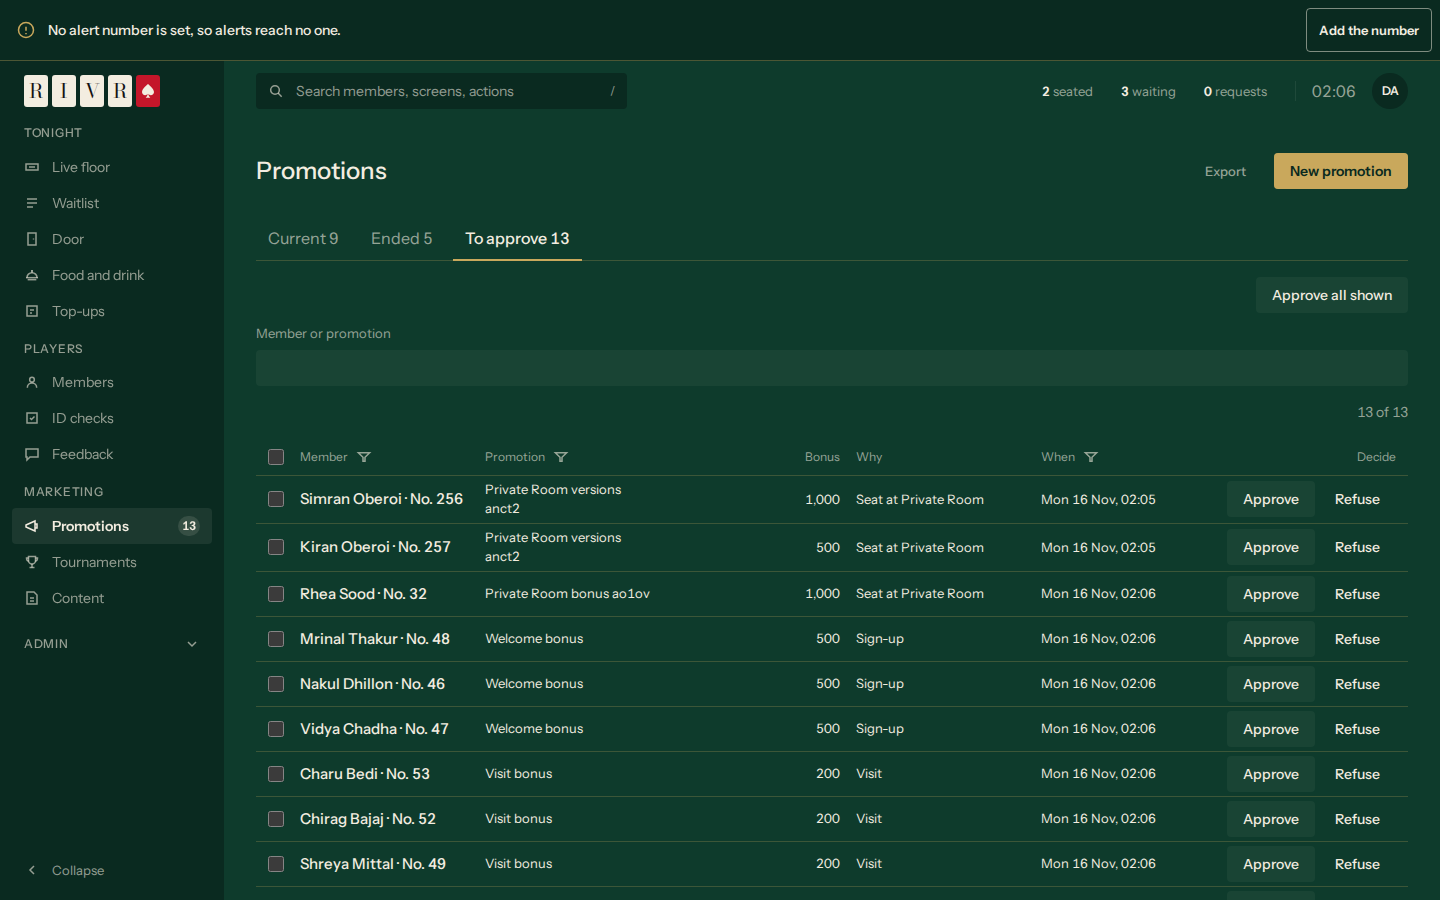 No alert number is set, so alerts reach no one.
Add the number
R I V R
Search members, screens, actions /
2 seated 3 waiting 0 requests 02:06 DA
TONIGHT
Live floor
Waitlist
Door
Food and drink
Top-ups
PLAYERS
Members
ID checks
Feedback
MARKETING
Promotions 13
Tournaments
Content
ADMIN
Collapse
Promotions
Export
New promotion
Current 9 Ended 5 To approve 13
Approve all shown
Member or promotion
13 of 13
Member Promotion Bonus Why When Decide
Simran Oberoi · No. 256 Private Room versions anct2 1,000 Seat at Private Room Mon 16 Nov, 02:05 Approve Refuse
Kiran Oberoi · No. 257 Private Room versions anct2 500 Seat at Private Room Mon 16 Nov, 02:05 Approve Refuse
Rhea Sood · No. 32 Private Room bonus ao1ov 1,000 Seat at Private Room Mon 16 Nov, 02:06 Approve Refuse
Mrinal Thakur · No. 48 Welcome bonus 500 Sign-up Mon 16 Nov, 02:06 Approve Refuse
Nakul Dhillon · No. 46 Welcome bonus 500 Sign-up Mon 16 Nov, 02:06 Approve Refuse
Vidya Chadha · No. 47 Welcome bonus 500 Sign-up Mon 16 Nov, 02:06 Approve Refuse
Charu Bedi · No. 53 Visit bonus 200 Visit Mon 16 Nov, 02:06 Approve Refuse
Chirag Bajaj · No. 52 Visit bonus 200 Visit Mon 16 Nov, 02:06 Approve Refuse
Shreya Mittal · No. 49 Visit bonus 200 Visit Mon 16 Nov, 02:06 Approve Refuse